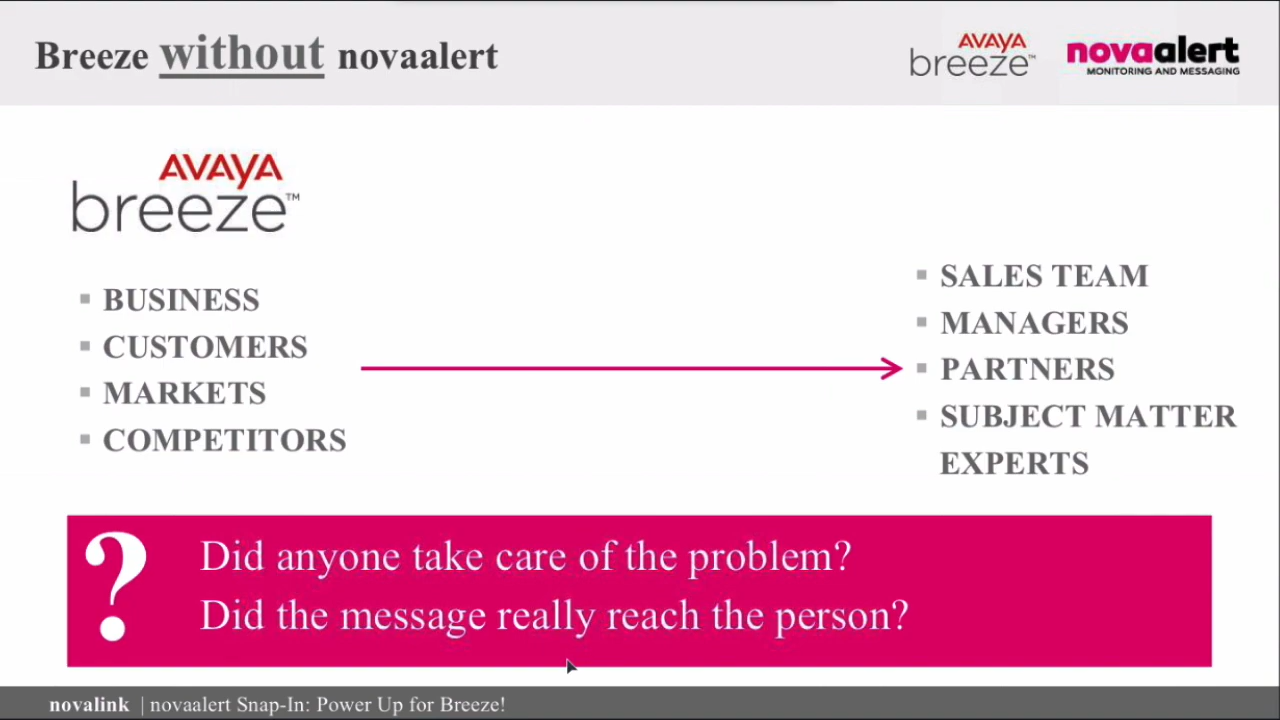 Breeze without novaalert
AVAYA
breeze™
novaalert
MONITORING AND MESSAGING
AVAYA
breeze™
▪ BUSINESS
▪ CUSTOMERS
▪ MARKETS
▪ COMPETITORS
▪ SALES TEAM
▪ MANAGERS
▪ PARTNERS
▪ SUBJECT MATTER
EXPERTS
?
Did anyone take care of the problem?
Did the message really reach the person?
novalink | novaalert Snap-In: Power Up for Breeze!